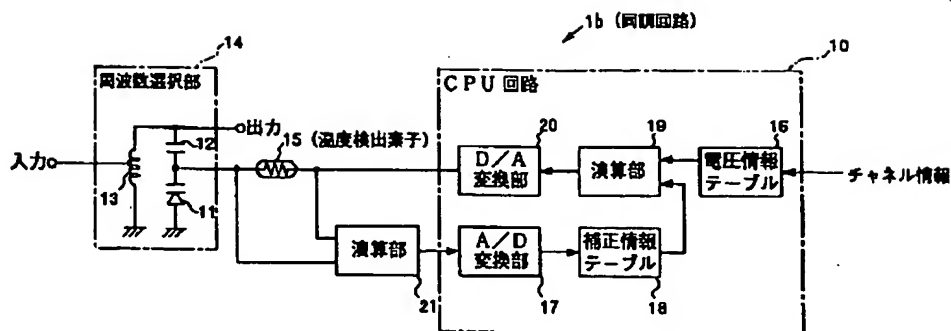 1b (同調回路)
14
10
周波数選択部
CPU 回路
出力
15 (温度検出素子)
20
19
16
入力
12
13
11
D/A
変換部
演算部
電圧情報
テーブル
チャネル情報
演算部
A/D
変換部
補正情報
テーブル
21
17
18